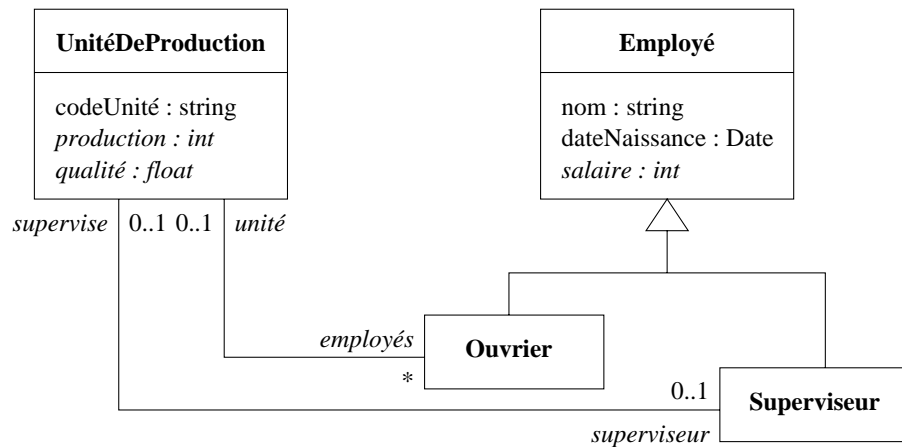 UnitéDeProduction
codeUnité : string
production : int
qualité : float
Employé
nom : string
dateNaissance : Date
salaire : int
supervise 0..1 0..1 unité
employés
*
Ouvrier
0..1
superviseur
Superviseur